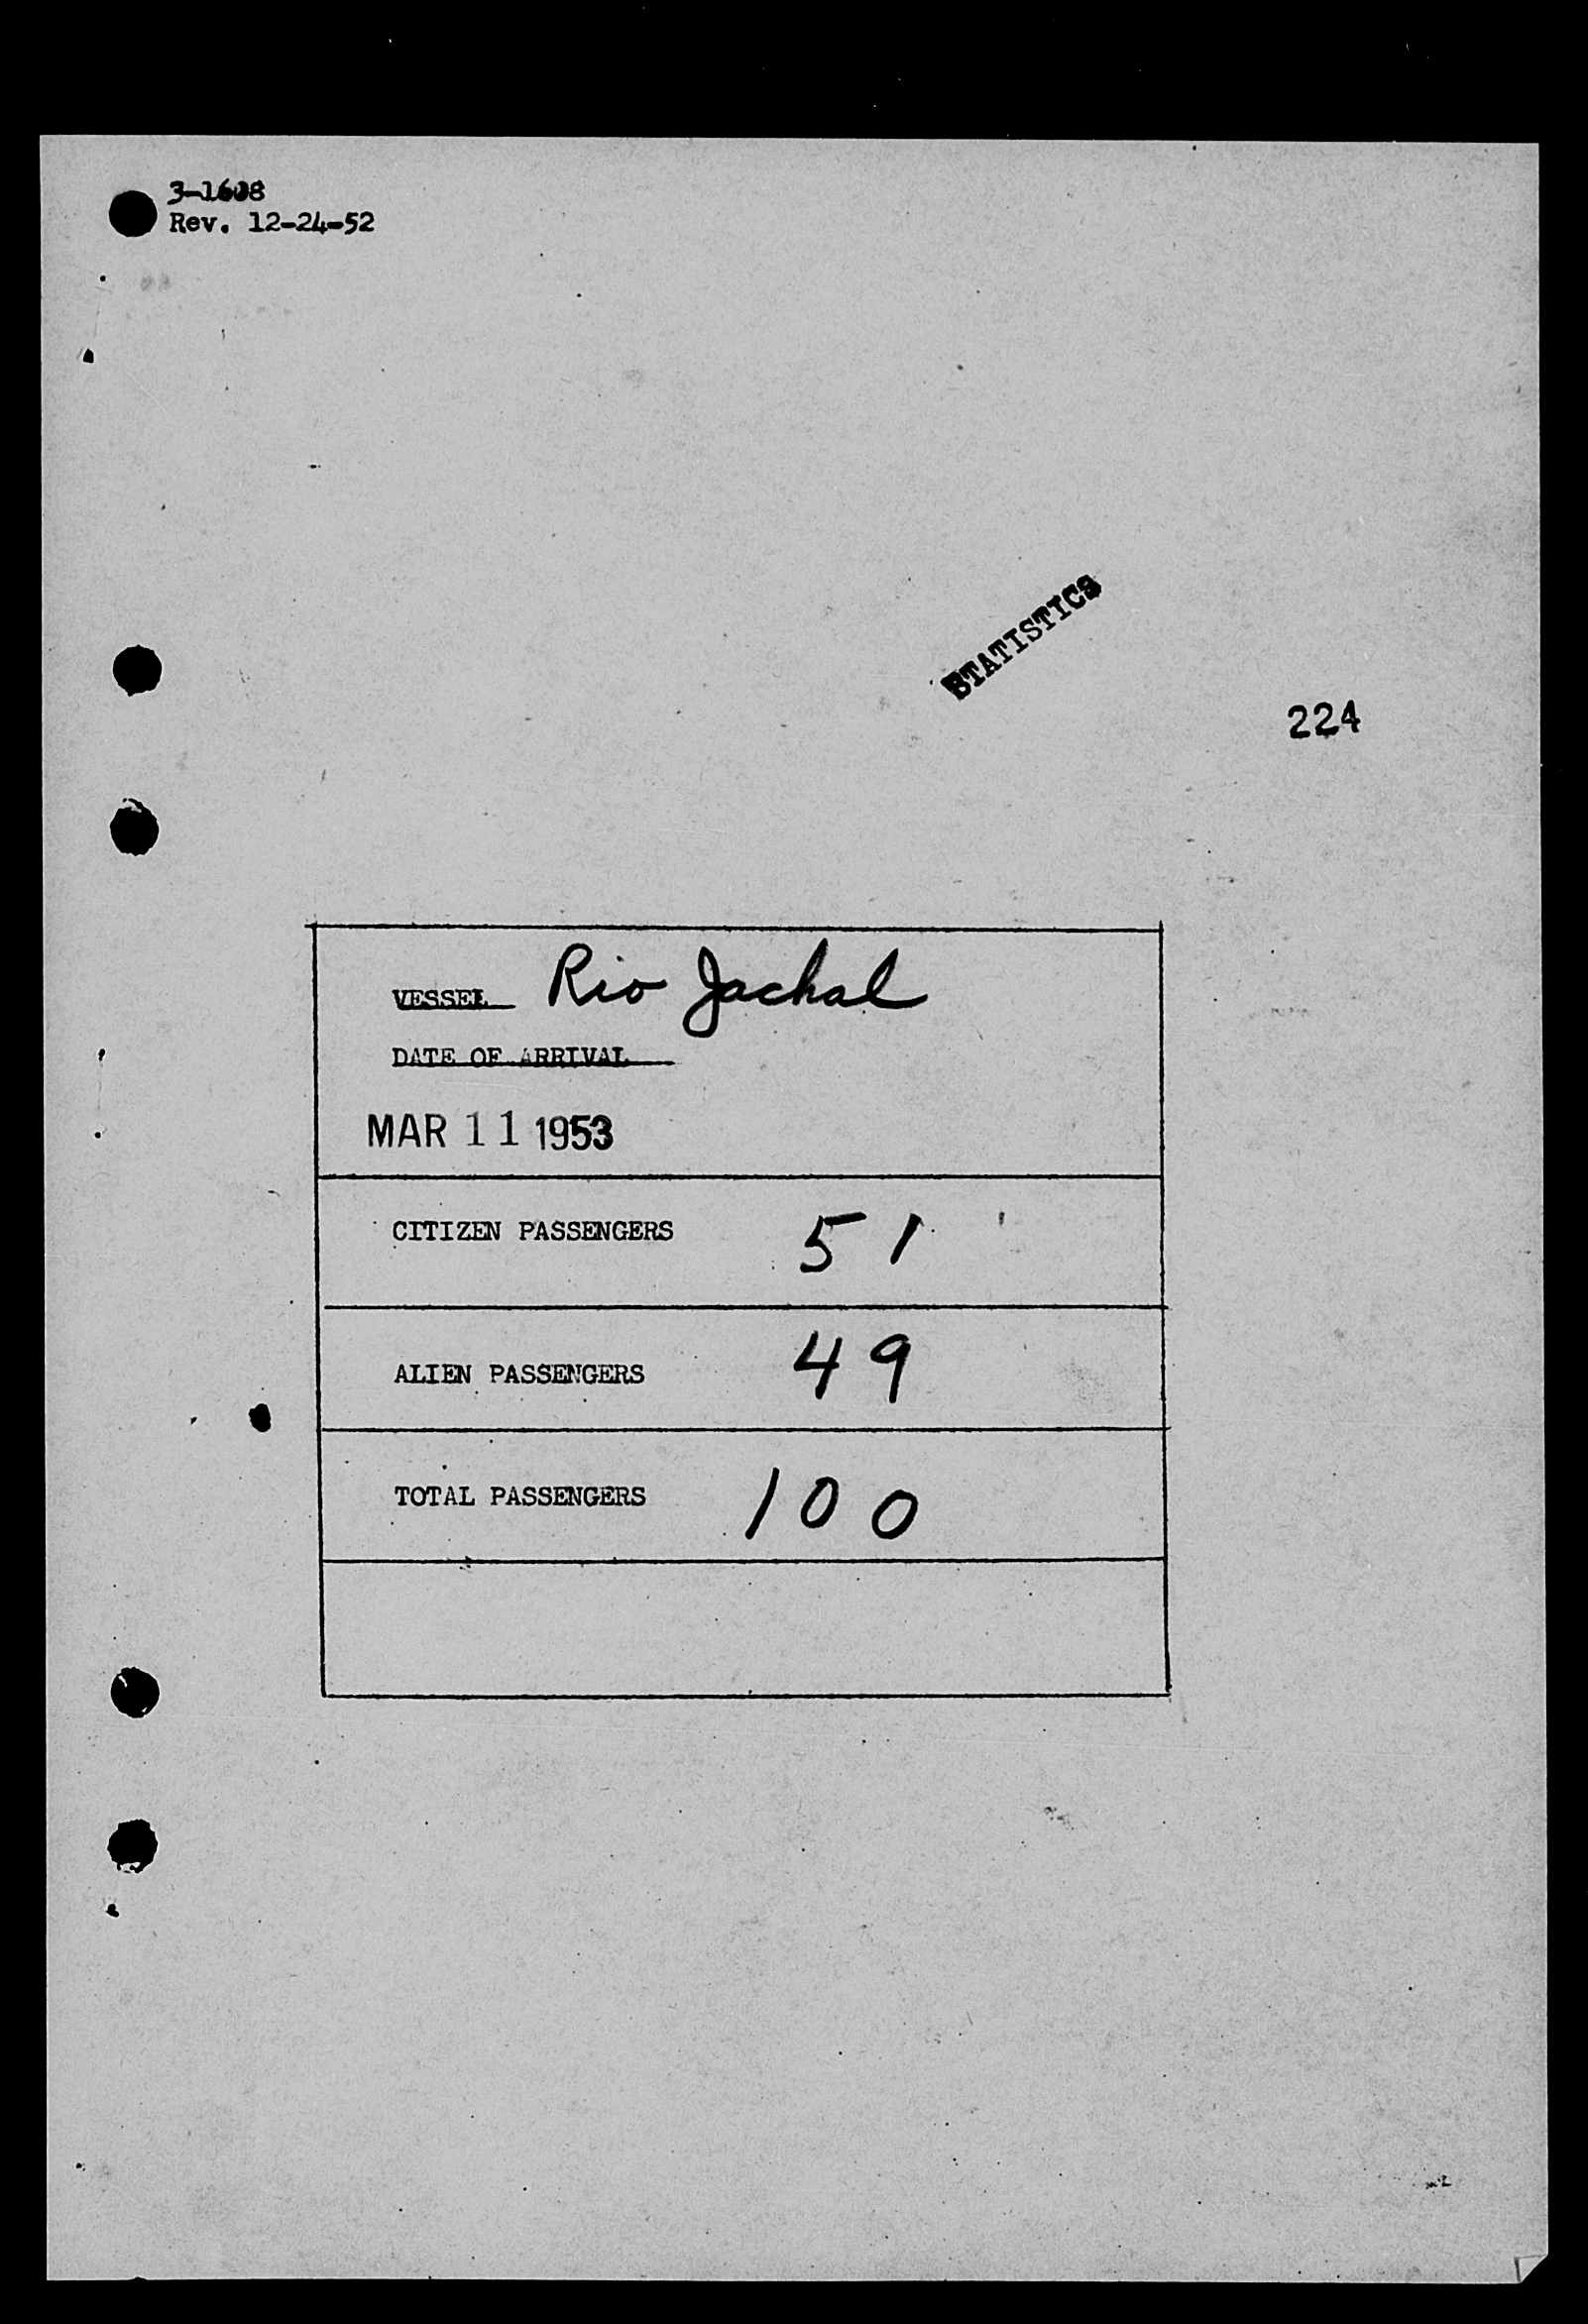 3-1608
Rev. 12-24-52
STATISTICS
224
VESSEL Rio Jachal
DATE OF ARRIVAL
MAR 11 1953
CITIZEN PASSENGERS 51
ALIEN PASSENGERS 49
TOTAL PASSENGERS 100